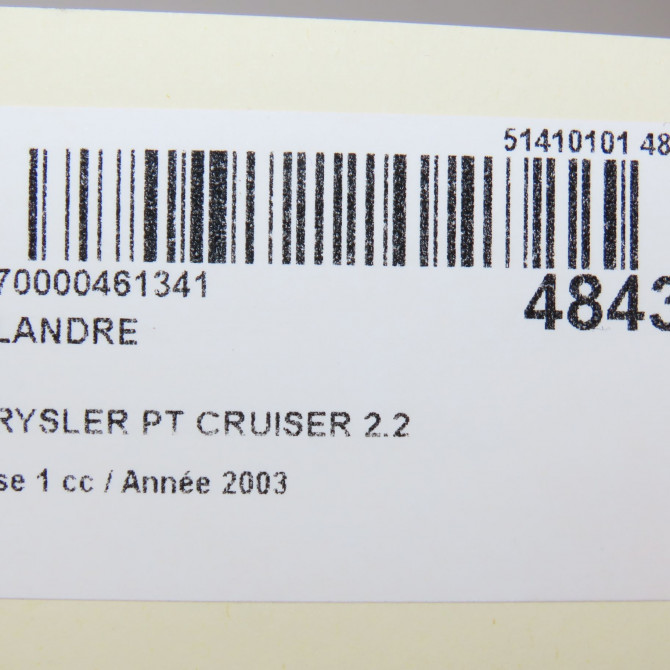 51410101 48
70000461341
4843
LANDRE
RYSLER PT CRUISER 2.2
se 1 cc / Année 2003